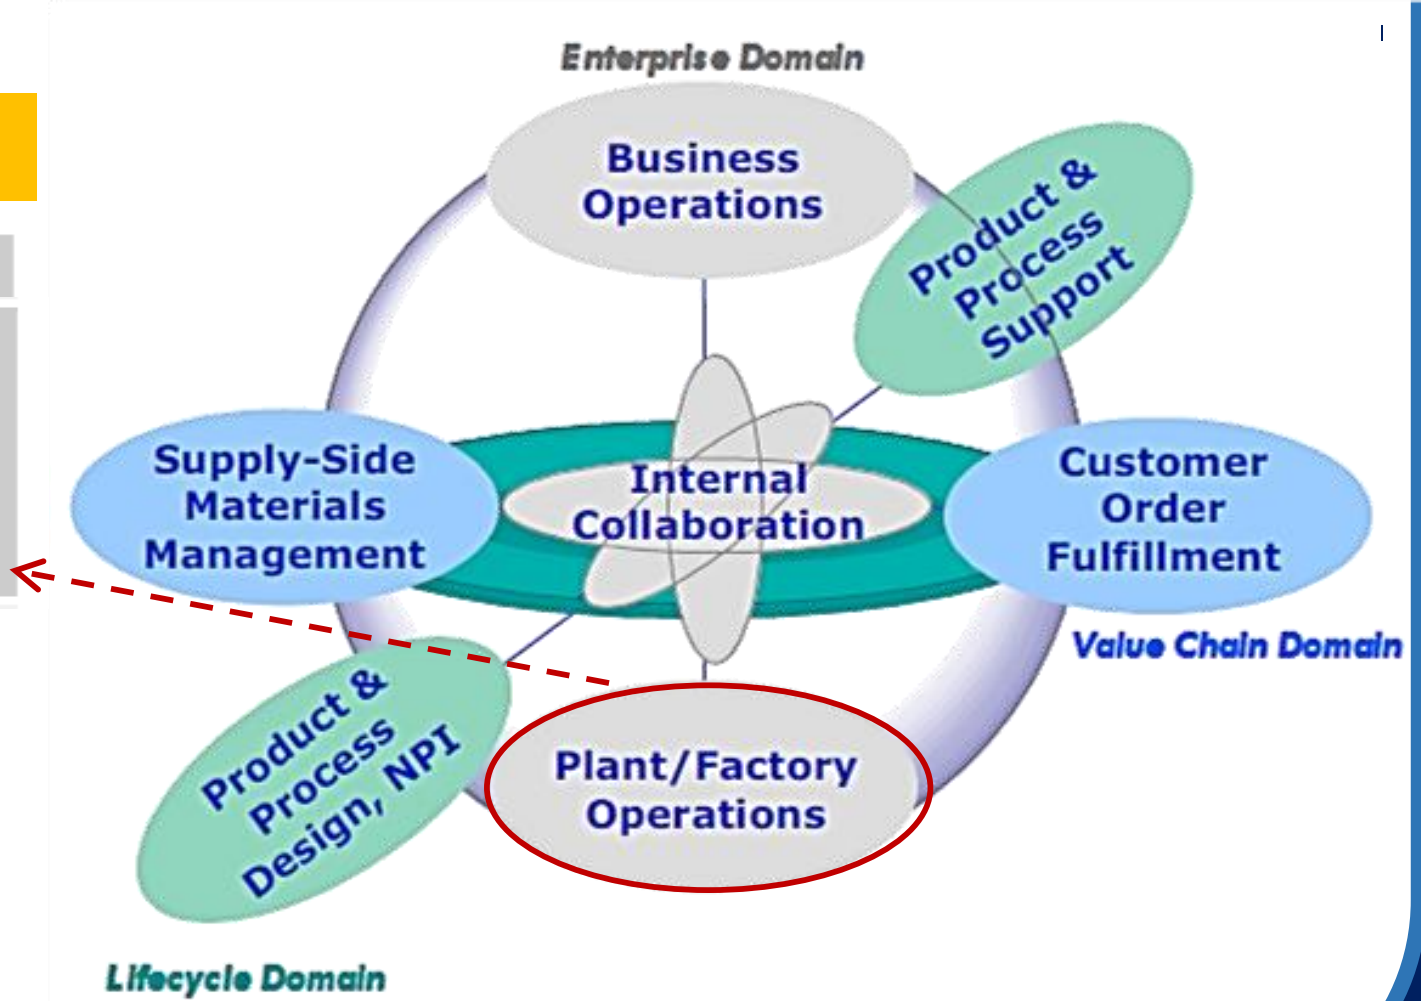 Enterprise Domain
Business
Operations
Product &
Process
Support
Supply-Side
Materials
Management
Internal
Collaboration
Customer
Order
Fulfillment
Value Chain Domain
Product &
Process
Design, NPI
Plant/Factory
Operations
Lifecycle Domain